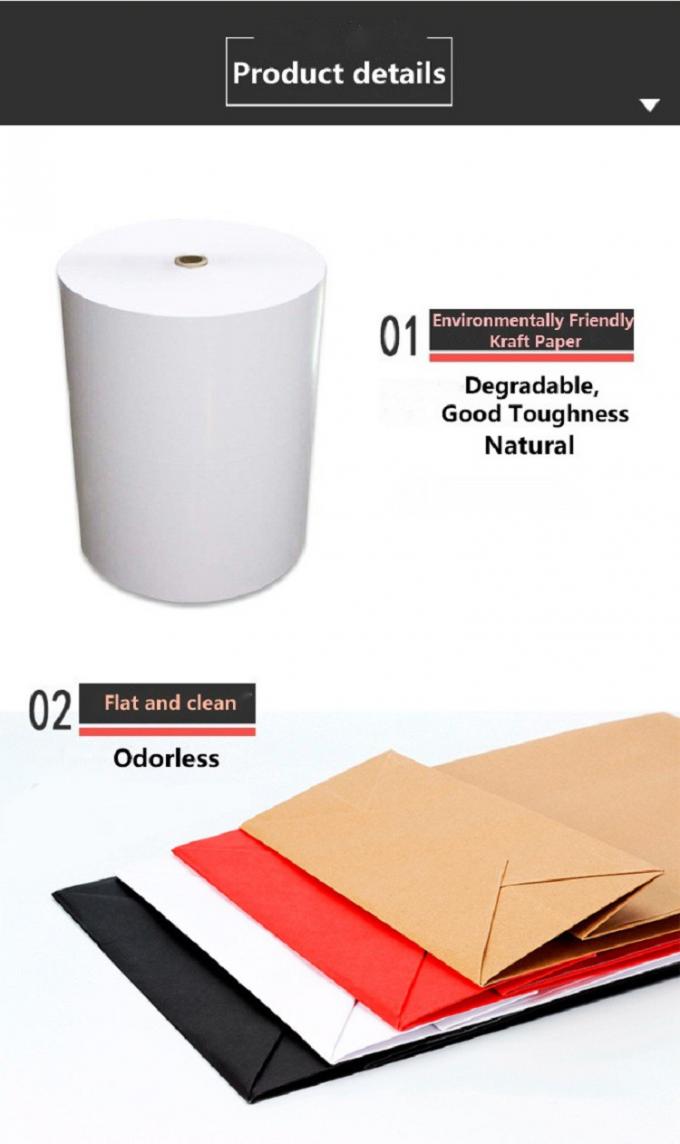 Product details
01
Environmentally Friendly
Kraft Paper
Degradable,
Good Toughness
Natural
02
Flat and clean
Odorless